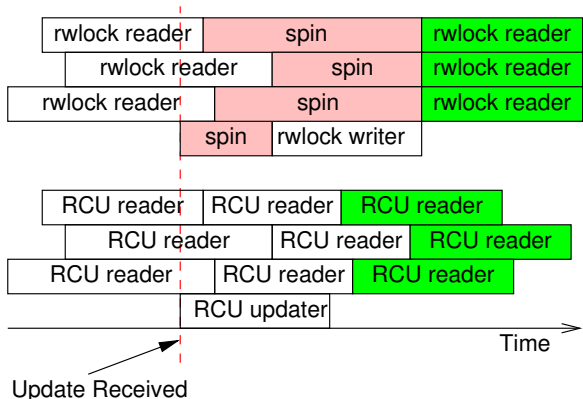 rwlock reader spin rwlock reader
rwlock reader spin rwlock reader
rwlock reader spin rwlock reader
spin rwlock writer
RCU reader RCU reader RCU reader
RCU reader RCU reader RCU reader
RCU reader RCU reader RCU reader
RCU updater
Time
Update Received